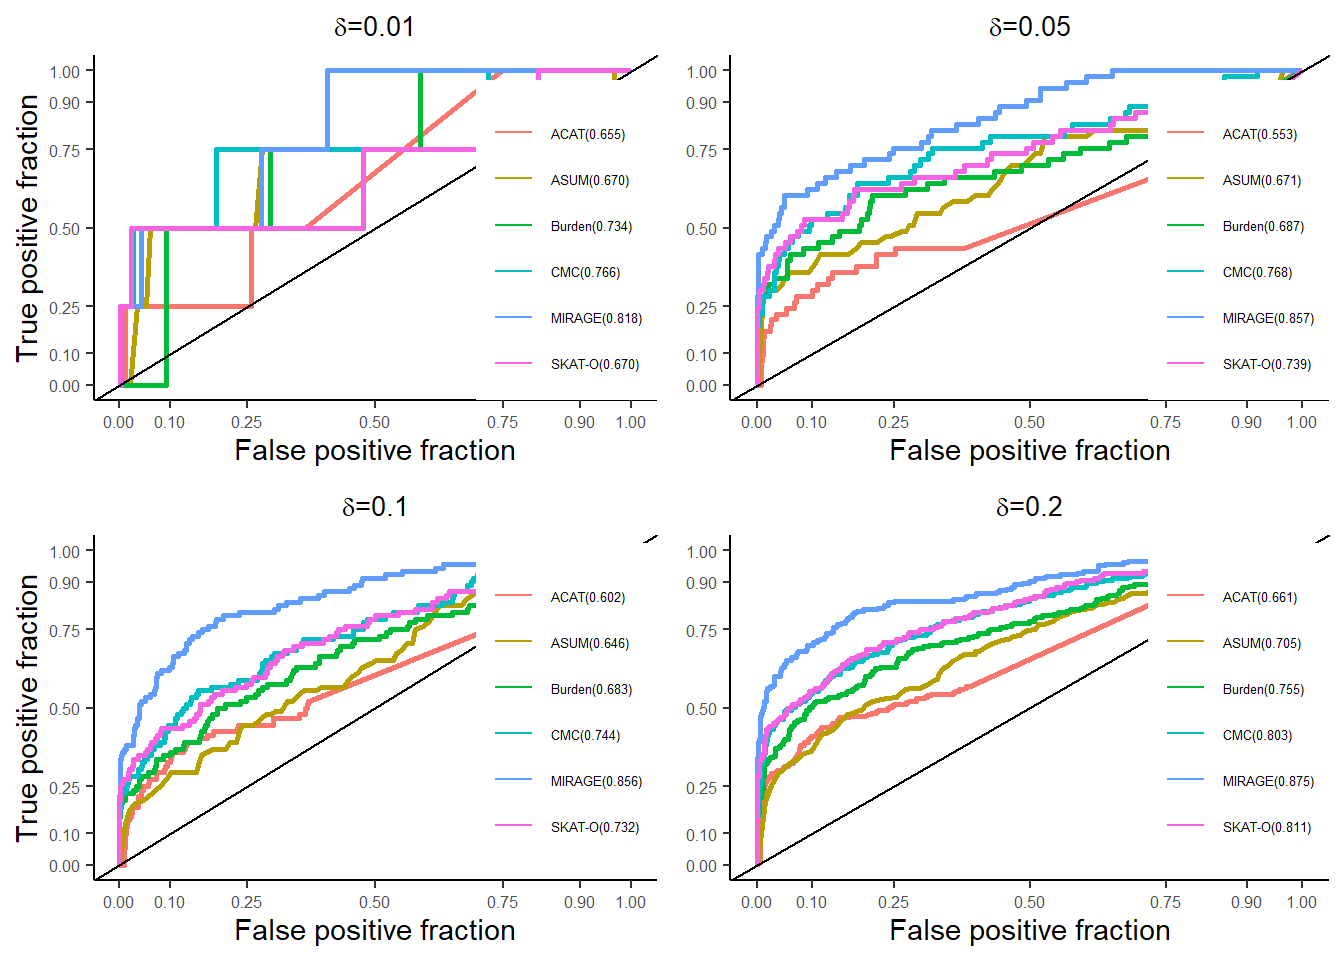 δ=0.01
True positive fraction
1.00
0.90
0.75
0.50
0.25
0.10
0.00
ACAT(0.655)
ASUM(0.670)
Burden(0.734)
CMC(0.766)
MIRAGE(0.818)
SKAT-O(0.670)
0.00 0.10 0.25 0.50 0.75 0.90 1.00
False positive fraction
δ=0.05
1.00
0.90
0.75
0.50
0.25
0.10
0.00
ACAT(0.553)
ASUM(0.671)
Burden(0.687)
CMC(0.768)
MIRAGE(0.857)
SKAT-O(0.739)
0.00 0.10 0.25 0.50 0.75 0.90 1.00
False positive fraction
δ=0.1
True positive fraction
1.00
0.90
0.75
0.50
0.25
0.10
0.00
ACAT(0.602)
ASUM(0.646)
Burden(0.683)
CMC(0.744)
MIRAGE(0.856)
SKAT-O(0.732)
0.00 0.10 0.25 0.50 0.75 0.90 1.00
False positive fraction
δ=0.2
1.00
0.90
0.75
0.50
0.25
0.10
0.00
ACAT(0.661)
ASUM(0.705)
Burden(0.755)
CMC(0.803)
MIRAGE(0.875)
SKAT-O(0.811)
0.00 0.10 0.25 0.50 0.75 0.90 1.00
False positive fraction